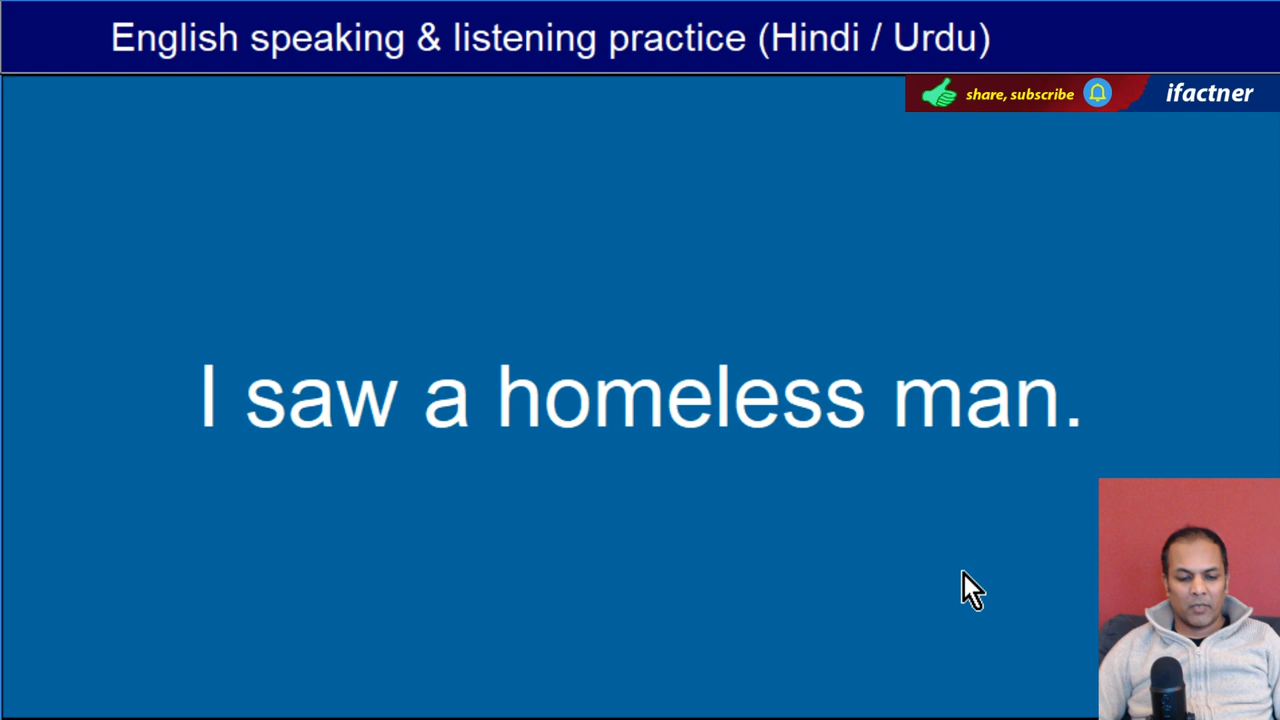 English speaking & listening practice (Hindi / Urdu)
share, subscribe
ifactner
I saw a homeless man.